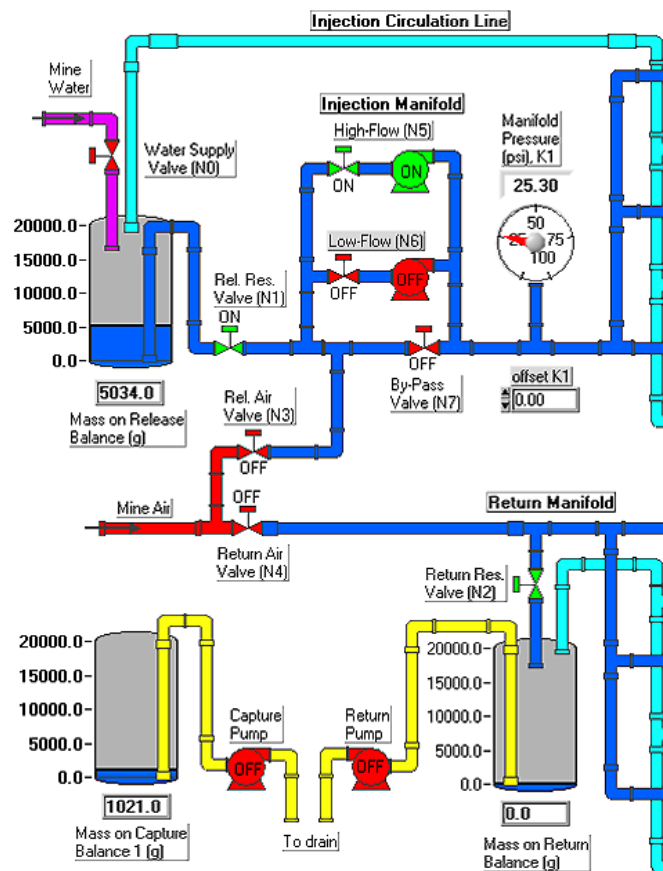 Injection Circulation Line
Mine
Water
Injection Manifold
High-Flow (N5)
Manifold
Pressure
(psi), K1
Water Supply
Valve (N0)
ON
ON
25.30
50
25
75
100
20000.0
15000.0
10000.0
5000.0
0.0
Low-Flow (N6)
OFF
OFF
Rel. Res.
Valve (N1)
ON
OFF
By-Pass
Valve (N7)
offset K1
0.00
5034.0
Mass on Release
Balance (g)
Rel. Air
Valve (N3)
OFF
OFF
Mine Air
Return Air
Valve (N4)
Return Manifold
Return Res.
Valve (N2)
20000.0
15000.0
10000.0
5000.0
0.0
Capture
Pump
OFF
Return
Pump
OFF
20000.0
15000.0
10000.0
5000.0
0.0
1021.0
Mass on Capture
Balance 1 (g)
To drain
0.0
Mass on Return
Balance (g)